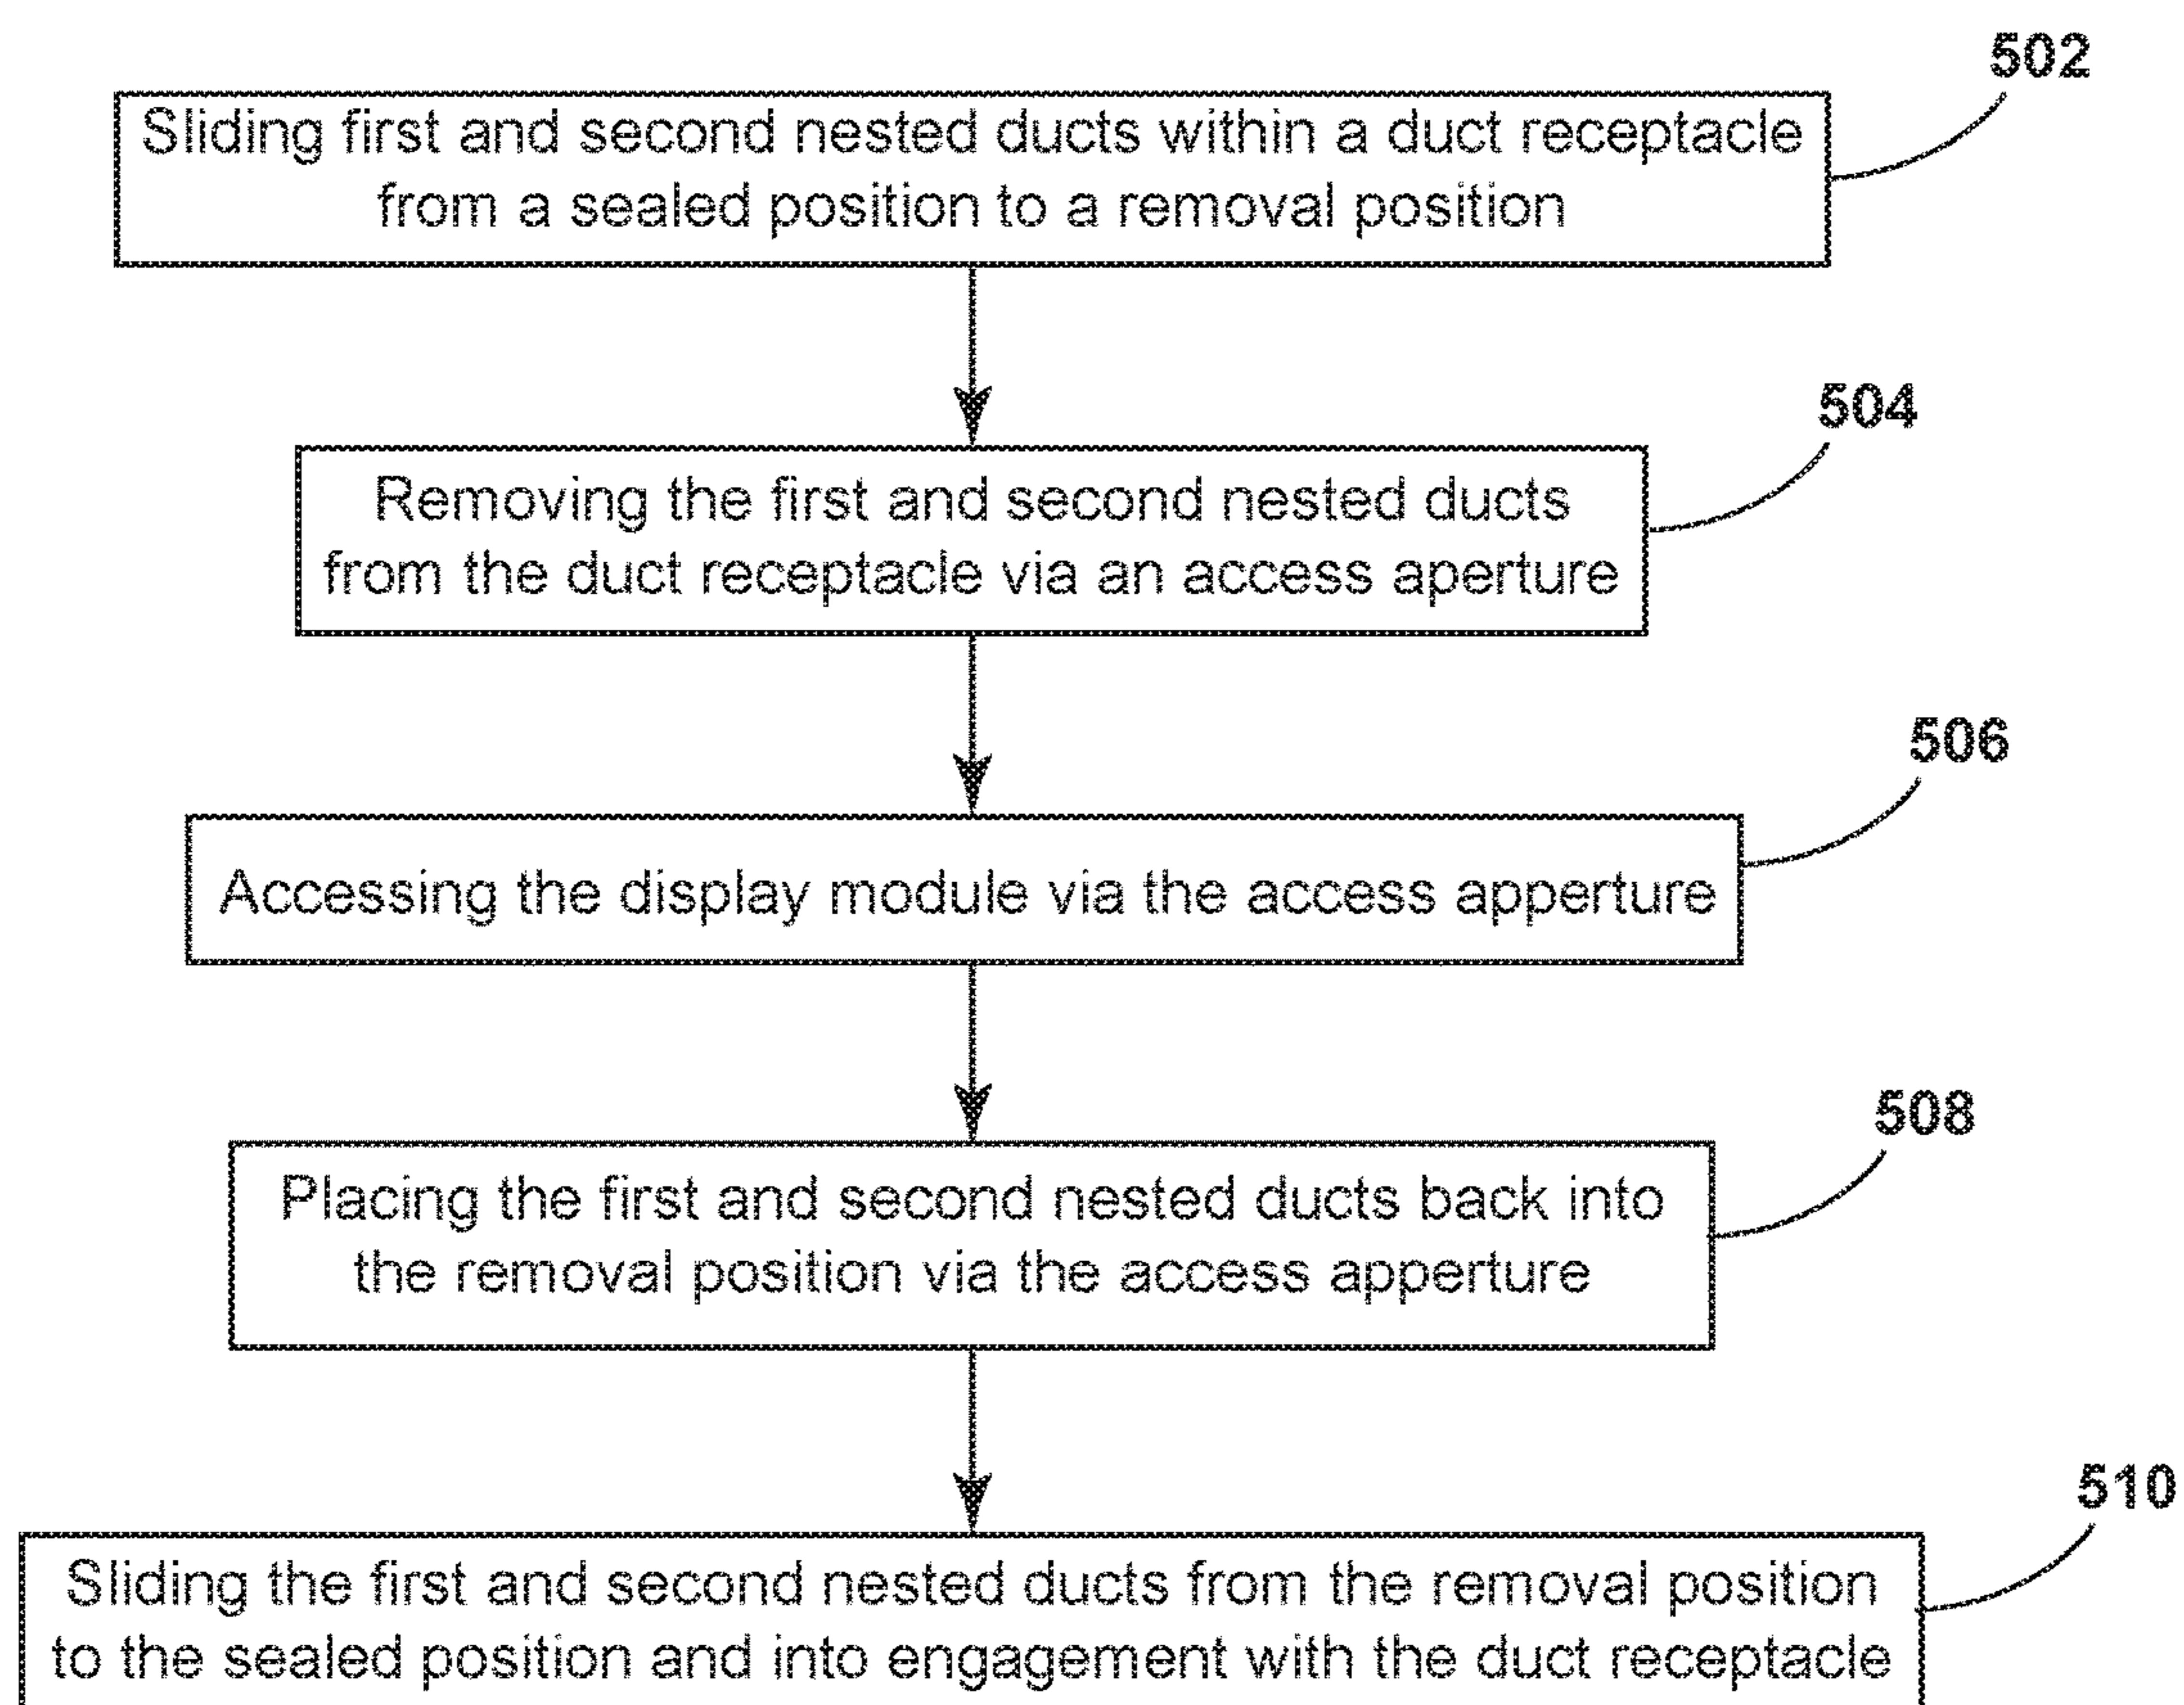 502
Sliding first and second nested ducts within a duct receptacle
from a sealed position to a removal position
504
Removing the first and second nested ducts
from the duct receptacle via an access aperture
506
Accessing the display module via the access apperture
508
Placing the first and second nested ducts back into
the removal position via the access apperture
510
Sliding the first and second nested ducts from the removal position
to the sealed position and into engagement with the duct receptacle